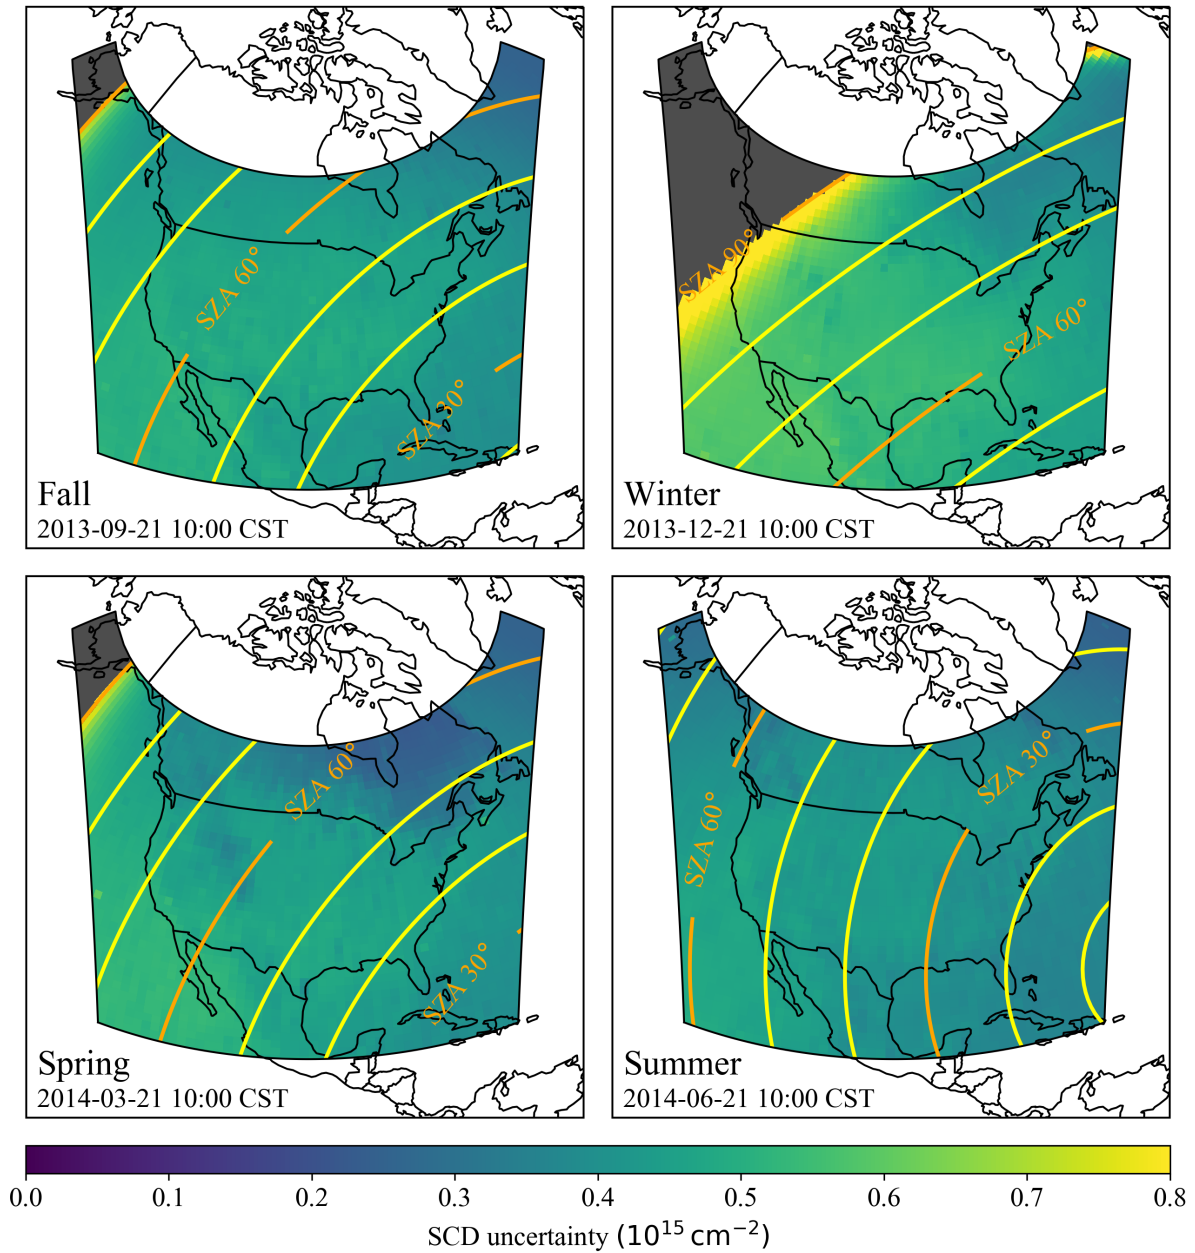 SZA 60°
SZA 30°
Fall
2013-09-21 10:00 CST
SZA 90°
SZA 60°
Winter
2013-12-21 10:00 CST
SZA 60°
SZA 30°
Spring
2014-03-21 10:00 CST
SZA 30°
SZA 60°
Summer
2014-06-21 10:00 CST
0.0 0.1 0.2 0.3 0.4 0.5 0.6 0.7 0.8
SCD uncertainty (10¹⁵ cm⁻²)